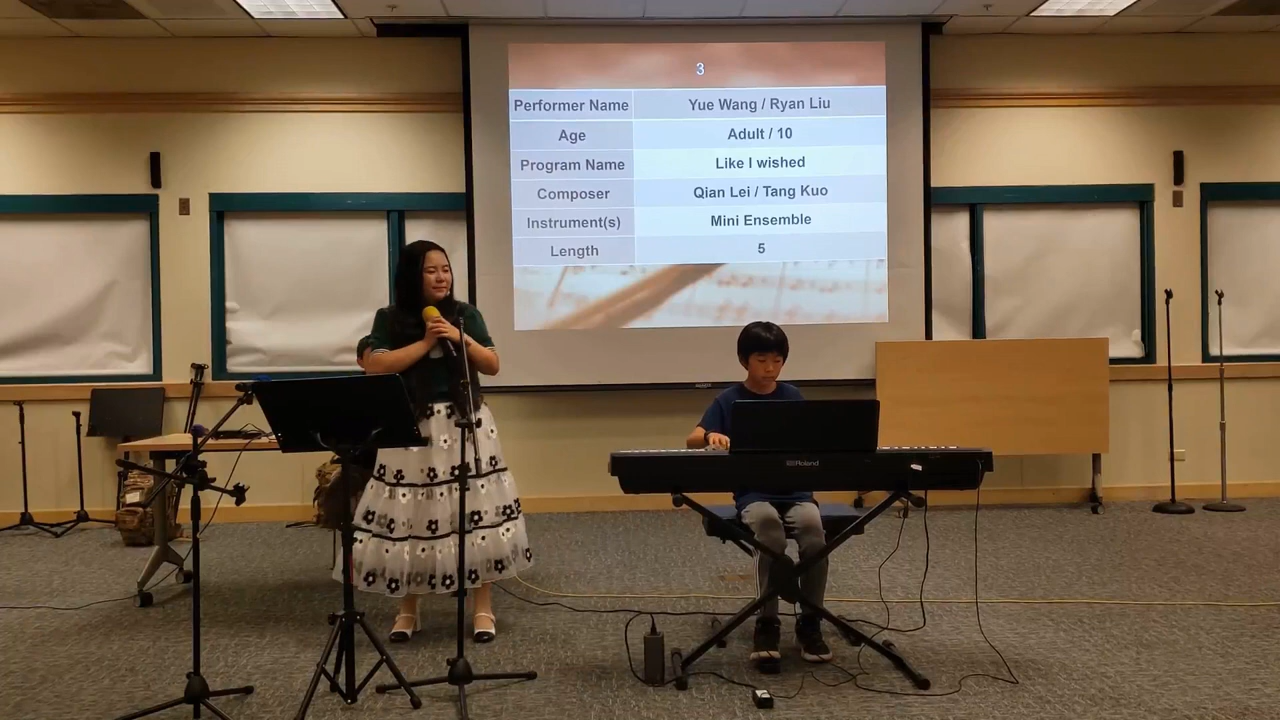 3
Performer Name Yue Wang / Ryan Liu
Age Adult / 10
Program Name Like I wished
Composer Qian Lei / Tang Kuo
Instrument(s) Mini Ensemble
Length 5
Roland